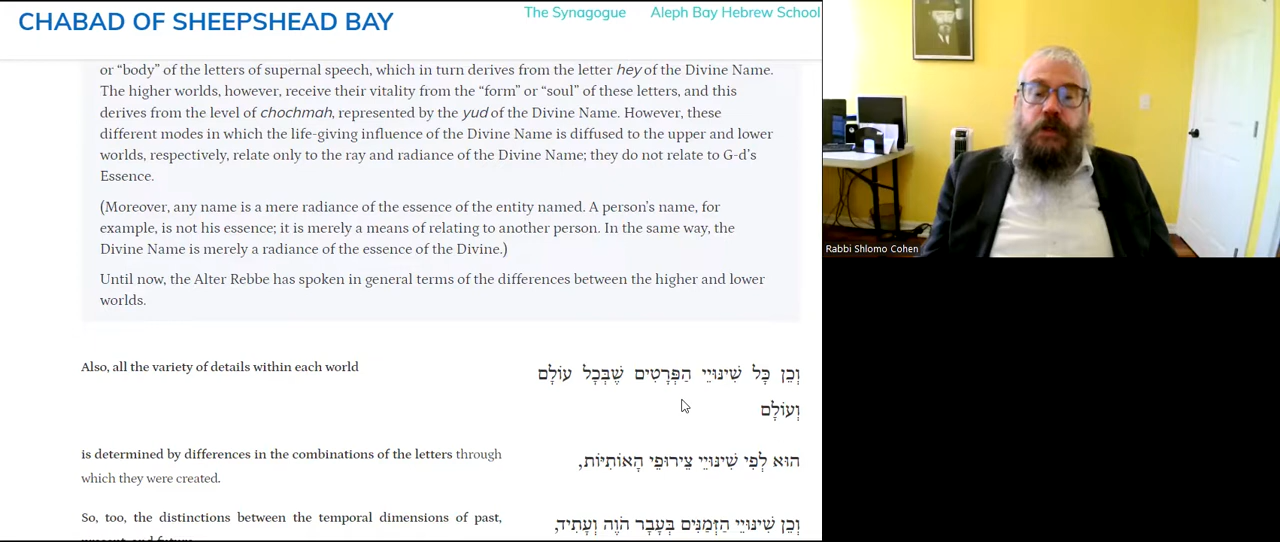 CHABAD OF SHEEPSHEAD BAY
The Synagogue Aleph Bay Hebrew School
or “body” of the letters of supernal speech, which in turn derives from the letter hey of the Divine Name.
The higher worlds, however, receive their vitality from the “form” or “soul” of these letters, and this
derives from the level of chochmah, represented by the yud of the Divine Name. However, these
different modes in which the life-giving influence of the Divine Name is diffused to the upper and lower
worlds, respectively, relate only to the ray and radiance of the Divine Name; they do not relate to G-d’s
Essence.
(Moreover, any name is a mere radiance of the essence of the entity named. A person’s name, for
example, is not his essence; it is merely a means of relating to another person. In the same way, the
Divine Name is merely a radiance of the essence of the Divine.)
Until now, the Alter Rebbe has spoken in general terms of the differences between the higher and lower
worlds.
Also, all the variety of details within each world
וְכֵן כָּל שִׁינּוּיֵי הַפְּרָטִים שֶׁבְּכָל עוֹלָם
וְעוֹלָם
is determined by differences in the combinations of the letters through
which they were created.
הוּא לְפִי שִׁינּוּיֵי צֵירוּפֵי הָאוֹתִיּוֹת,
So, too, the distinctions between the temporal dimensions of past,
present, and future
וְכֵן שִׁינּוּיֵי הַזְּמַנִּים בְּעָבָר הֹוֶה וְעָתִיד,
Rabbi Shlomo Cohen